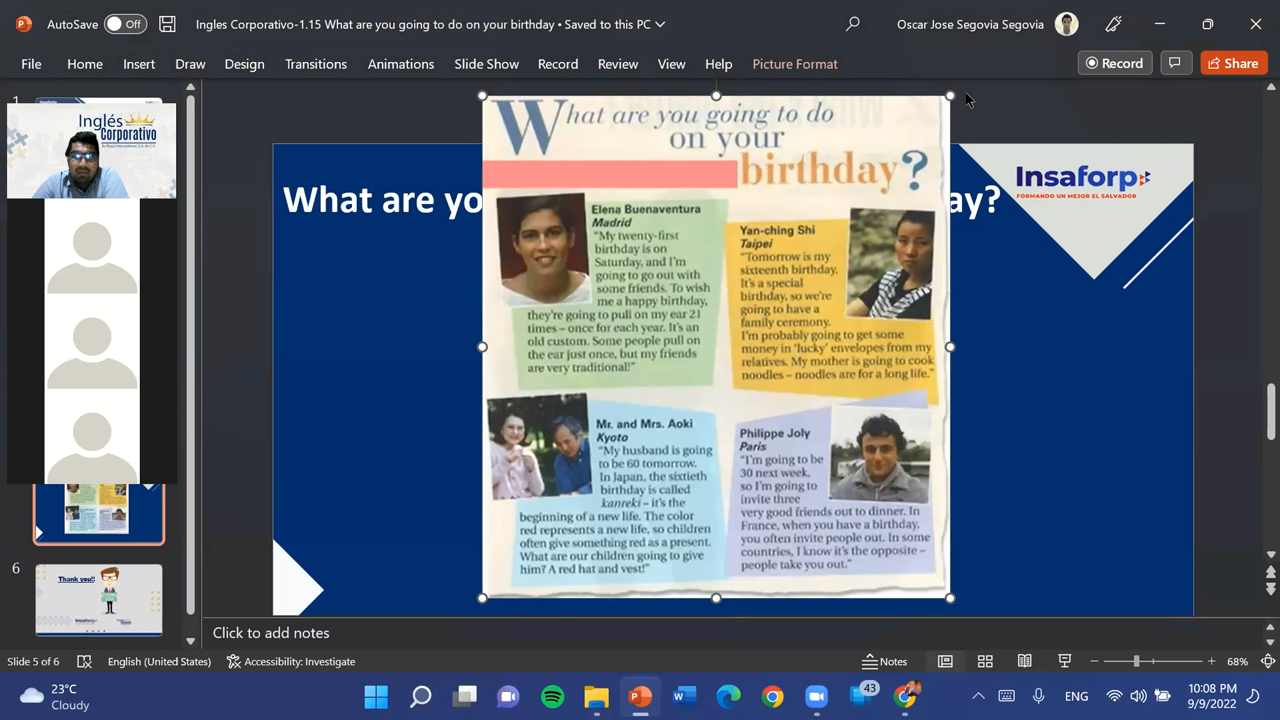 AutoSave Off Ingles Corporativo-1.15 What are you going to do on your birthday • Saved to this PC Oscar Jose Segovia Segovia
File Home Insert Draw Design Transitions Animations Slide Show Record Review View Help Picture Format Record Share
Inglés
Corporativo
What are yo
ay?
Insaforp
FORMANDO UN MEJOR EL SALVADOR
What are you going to do
on your
birthday?
Elena Buenaventura
Madrid
"My twenty-first
birthday is on
Saturday, and I'm
going to go out with
some friends. To wish
me a happy birthday,
they're going to pull on my ear 21
times – once for each year. It's an
old custom. Some people pull on
the ear just once, but my friends
are very traditional!"
Yan-ching Shi
Taipei
"Tomorrow is my
sixteenth birthday.
It's a special
birthday, so we're
going to have a
family ceremony.
I'm probably going to get some
money in 'lucky' envelopes from my
relatives. My mother is going to cook
noodles – noodles are for a long life."
Mr. and Mrs. Aoki
Kyoto
"My husband is going
to be 60 tomorrow.
In Japan, the sixtieth
birthday is called
kanreki – it's the
beginning of a new life. The color
red represents a new life, so children
often give something red as a present.
What are our children going to give
him? A red hat and vest!"
Philippe Joly
Paris
"I'm going to be
30 next week,
so I'm going to
invite three
very good friends out to dinner. In
France, when you have a birthday,
you often invite people out. In some
countries, I know it's the opposite –
people take you out."
6
Thank you!!
Click to add notes
Slide 5 of 6 English (United States) Accessibility: Investigate Notes 68%
23°C
Cloudy
43
ENG
10:08 PM
9/9/2022